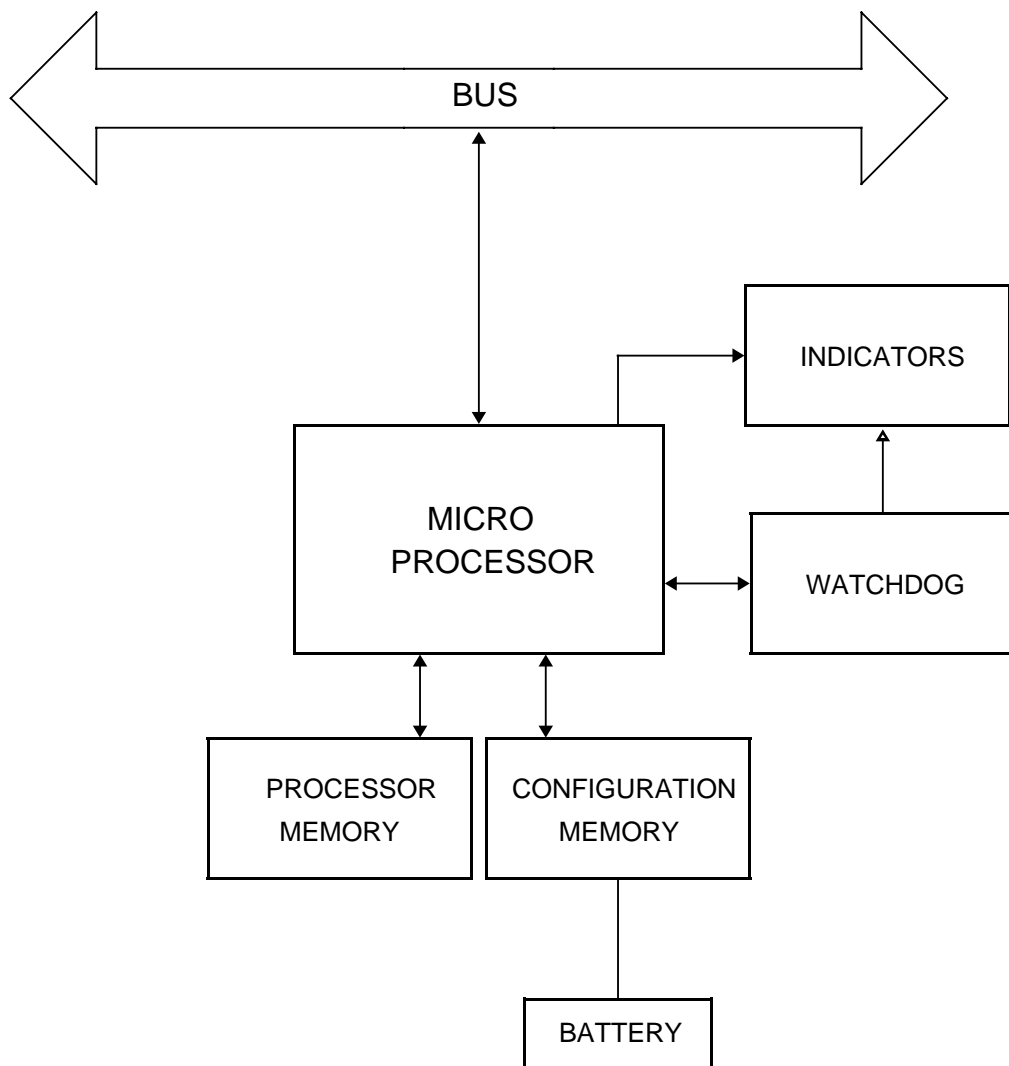 BUS
INDICATORS
MICRO
PROCESSOR
WATCHDOG
PROCESSOR
MEMORY
CONFIGURATION
MEMORY
BATTERY